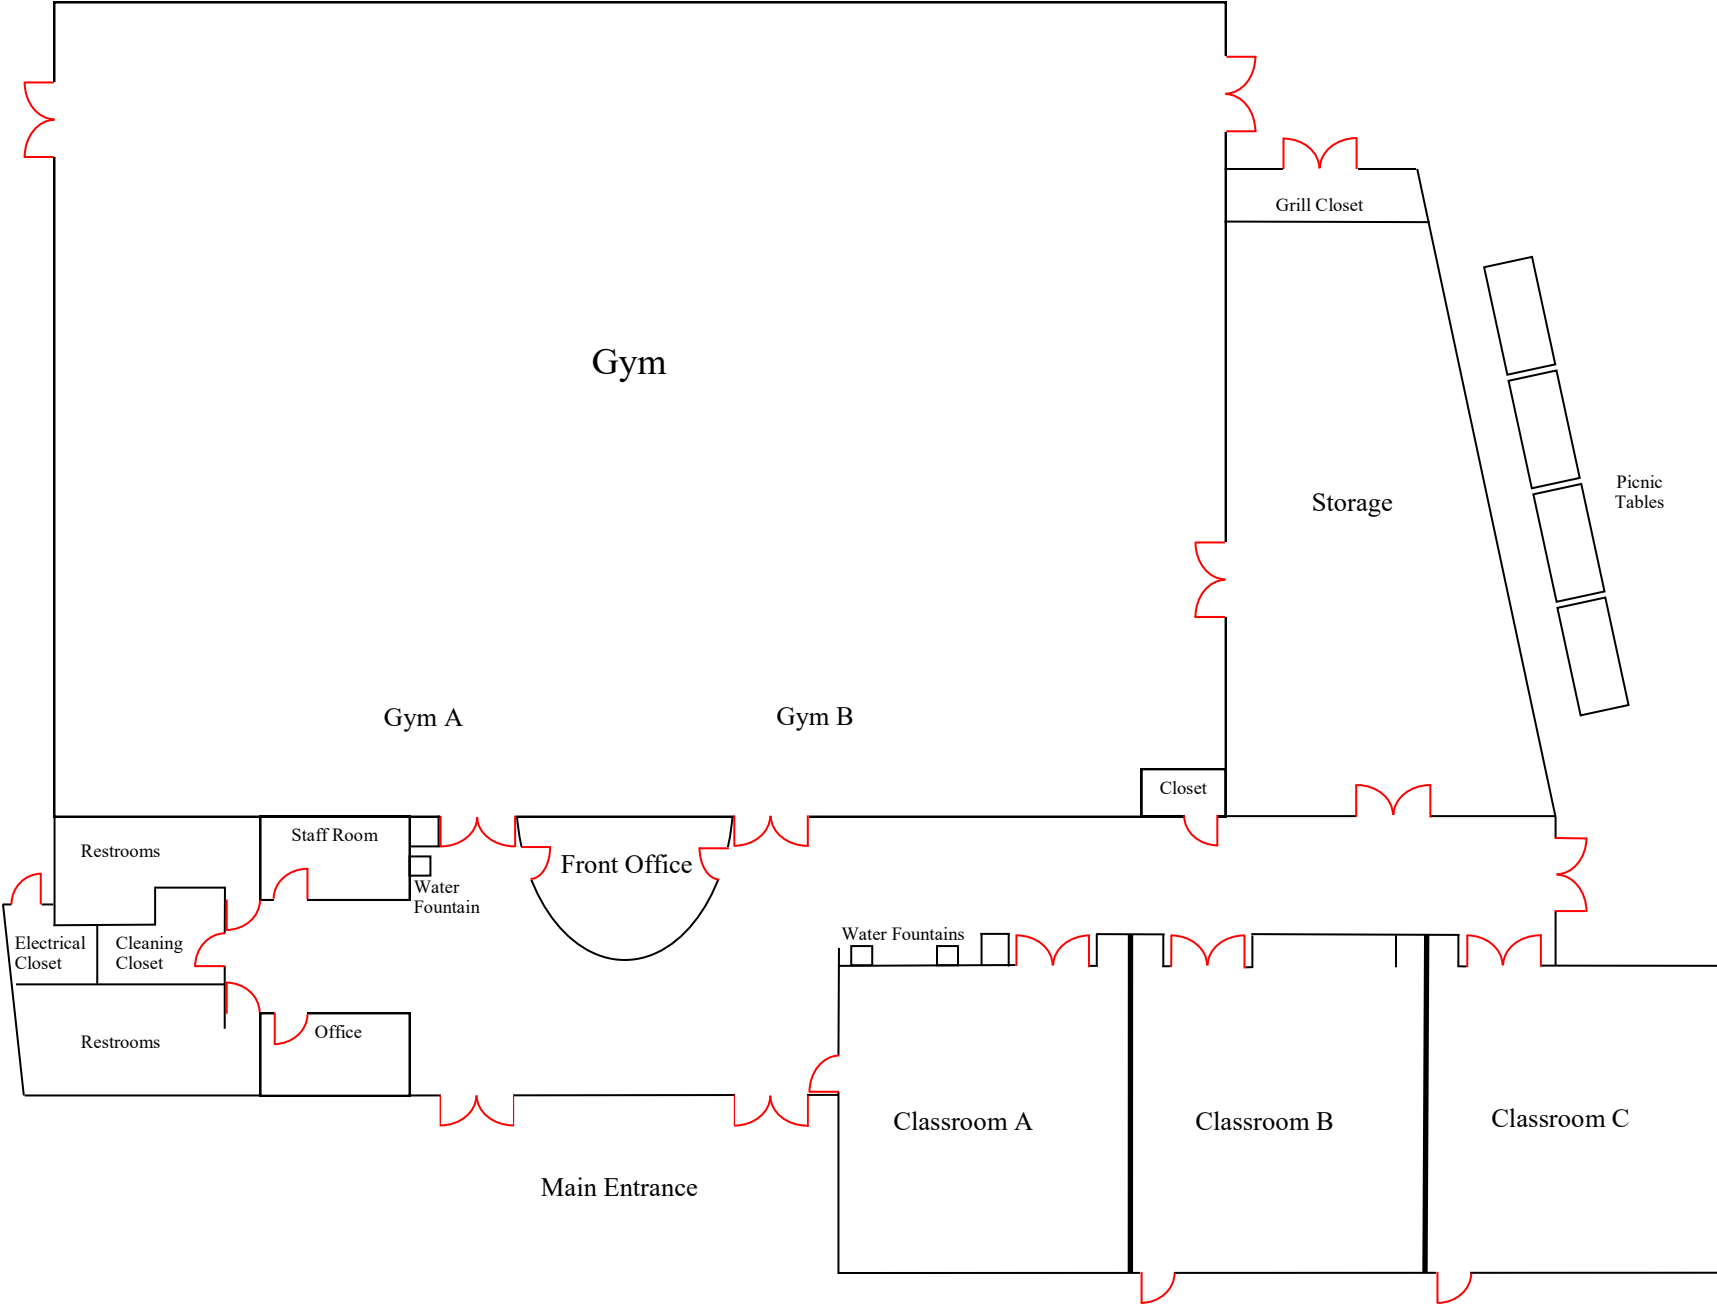 Grill Closet
Gym
Storage
Picnic
Tables
Gym A
Gym B
Closet
Staff Room
Restrooms
Front Office
Water
Fountain
Water Fountains
Electrical
Closet
Cleaning
Closet
Office
Restrooms
Classroom A
Classroom B
Classroom C
Main Entrance